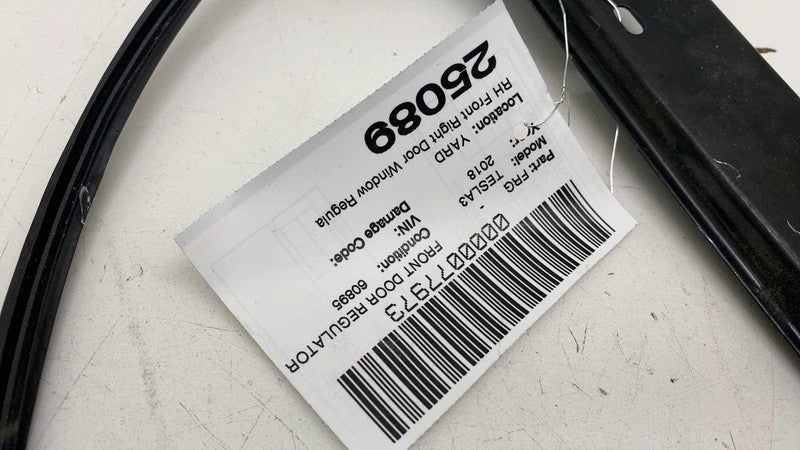 0000077973
Part: FRG - FRONT DOOR REGULATOR
Model: TESLA3 Condition: 60895
Yr: 2018 VIN:
Location: YARD Damage Code:
RH Front Right Door Window Regula
25089